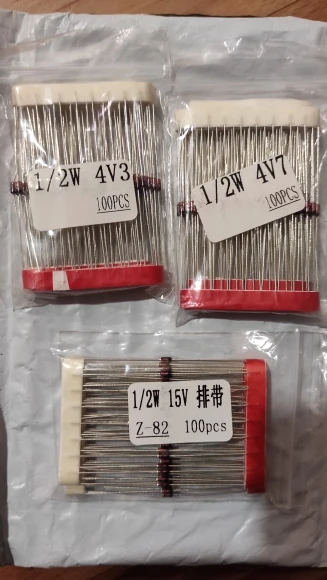 1/2W 4V3
100PCS
1/2W 4V7
100PCS
1/2W 15V 排带
Z-82 100pcs